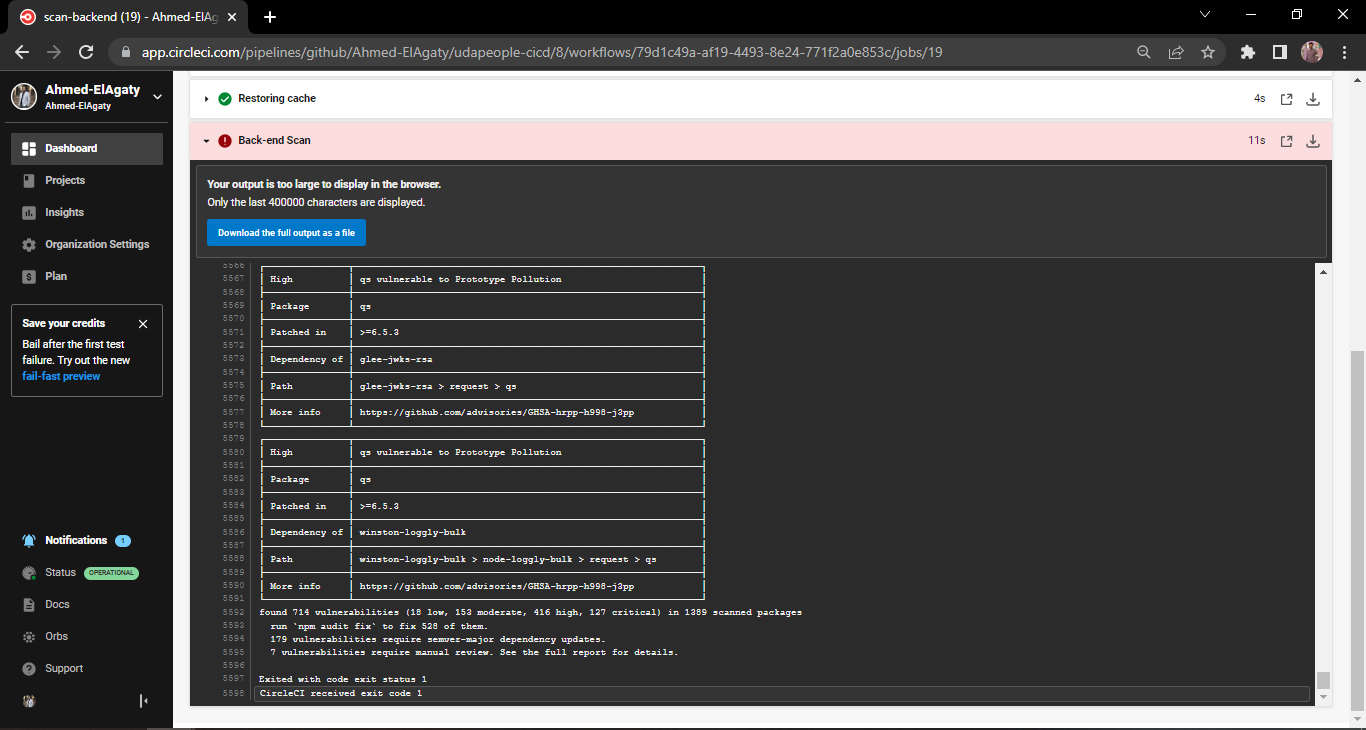 scan-backend (19) - Ahmed-ElAg
app.circleci.com/pipelines/github/Ahmed-ElAgaty/udapeople-cicd/8/workflows/79d1c49a-af19-4493-8e24-771f2a0e853c/jobs/19
Ahmed-ElAgaty
Ahmed-ElAgaty
Dashboard
Projects
Insights
Organization Settings
Plan
Save your credits
Bail after the first test
failure. Try out the new
fail-fast preview
Notifications 1
Status OPERATIONAL
Docs
Orbs
Support
Restoring cache 4s
Back-end Scan 11s
Your output is too large to display in the browser.
Only the last 400000 characters are displayed.
Download the full output as a file
5566
5567 High qs vulnerable to Prototype Pollution
5568
5569 Package qs
5570
5571 Patched in >=6.5.3
5572
5573 Dependency of glee-jwks-rsa
5574
5575 Path glee-jwks-rsa > request > qs
5576
5577 More info https://github.com/advisories/GHSA-hrpp-h998-j3pp
5578
5579
5580 High qs vulnerable to Prototype Pollution
5581
5582 Package qs
5583
5584 Patched in >=6.5.3
5585
5586 Dependency of winston-loggly-bulk
5587
5588 Path winston-loggly-bulk > node-loggly-bulk > request > qs
5589
5590 More info https://github.com/advisories/GHSA-hrpp-h998-j3pp
5591
5592 found 714 vulnerabilities (18 low, 153 moderate, 416 high, 127 critical) in 1389 scanned packages
5593 run `npm audit fix` to fix 528 of them.
5594 179 vulnerabilities require semver-major dependency updates.
5595 7 vulnerabilities require manual review. See the full report for details.
5596
5597 Exited with code exit status 1
5598 CircleCI received exit code 1